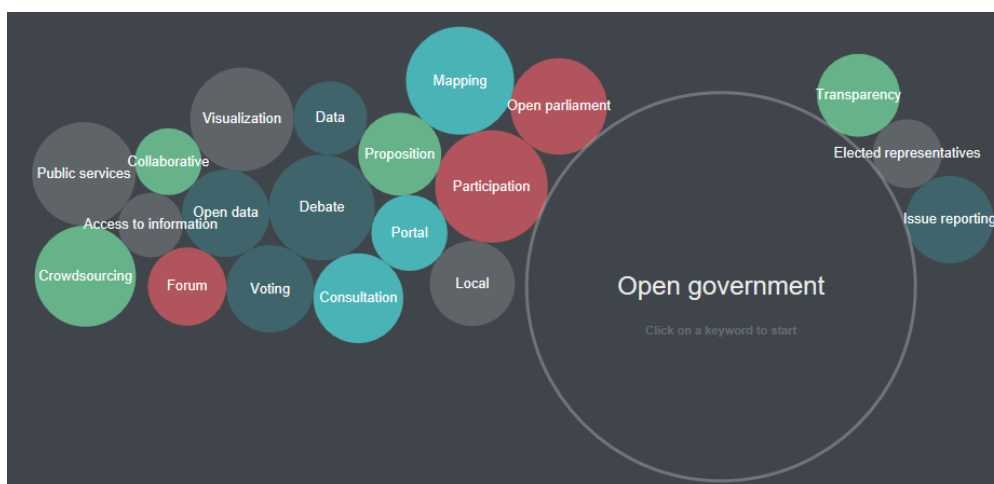 Mapping
Open parliament
Transparency
Visualization
Data
Proposition
Elected representatives
Collaborative
Public services
Participation
Debate
Open data
Access to information
Issue reporting
Portal
Crowdsourcing
Forum
Voting
Consultation
Local
Open government
Click on a keyword to start